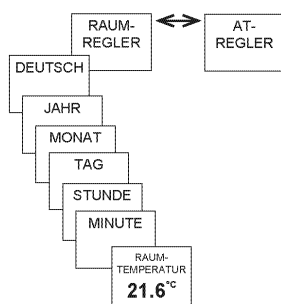 RAUM-
REGLER
AT-
REGLER
DEUTSCH
JAHR
MONAT
TAG
STUNDE
MINUTE
RAUM-
TEMPERATUR
21.6°C